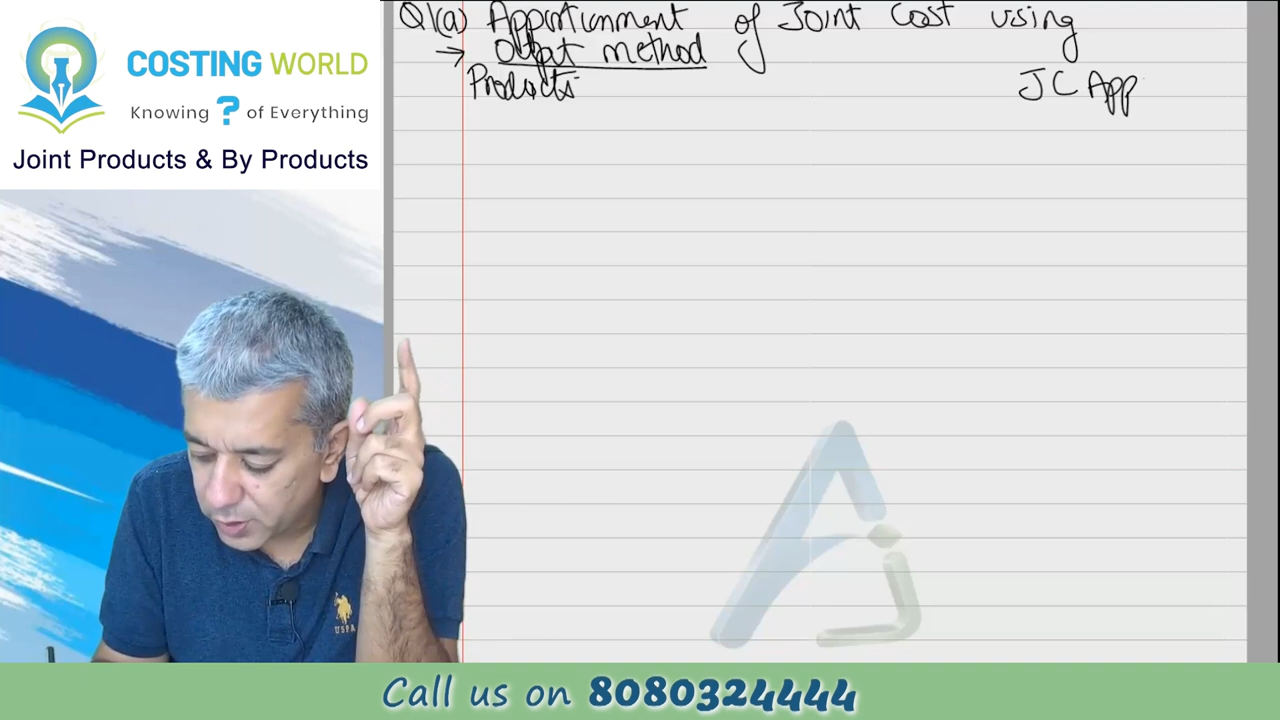 COSTING WORLD
Knowing ? of Everything
Joint Products & By Products
Q1(a) Apportionment of Joint Cost using
→ Output method
Products JC App
USPA
Call us on 8080324444